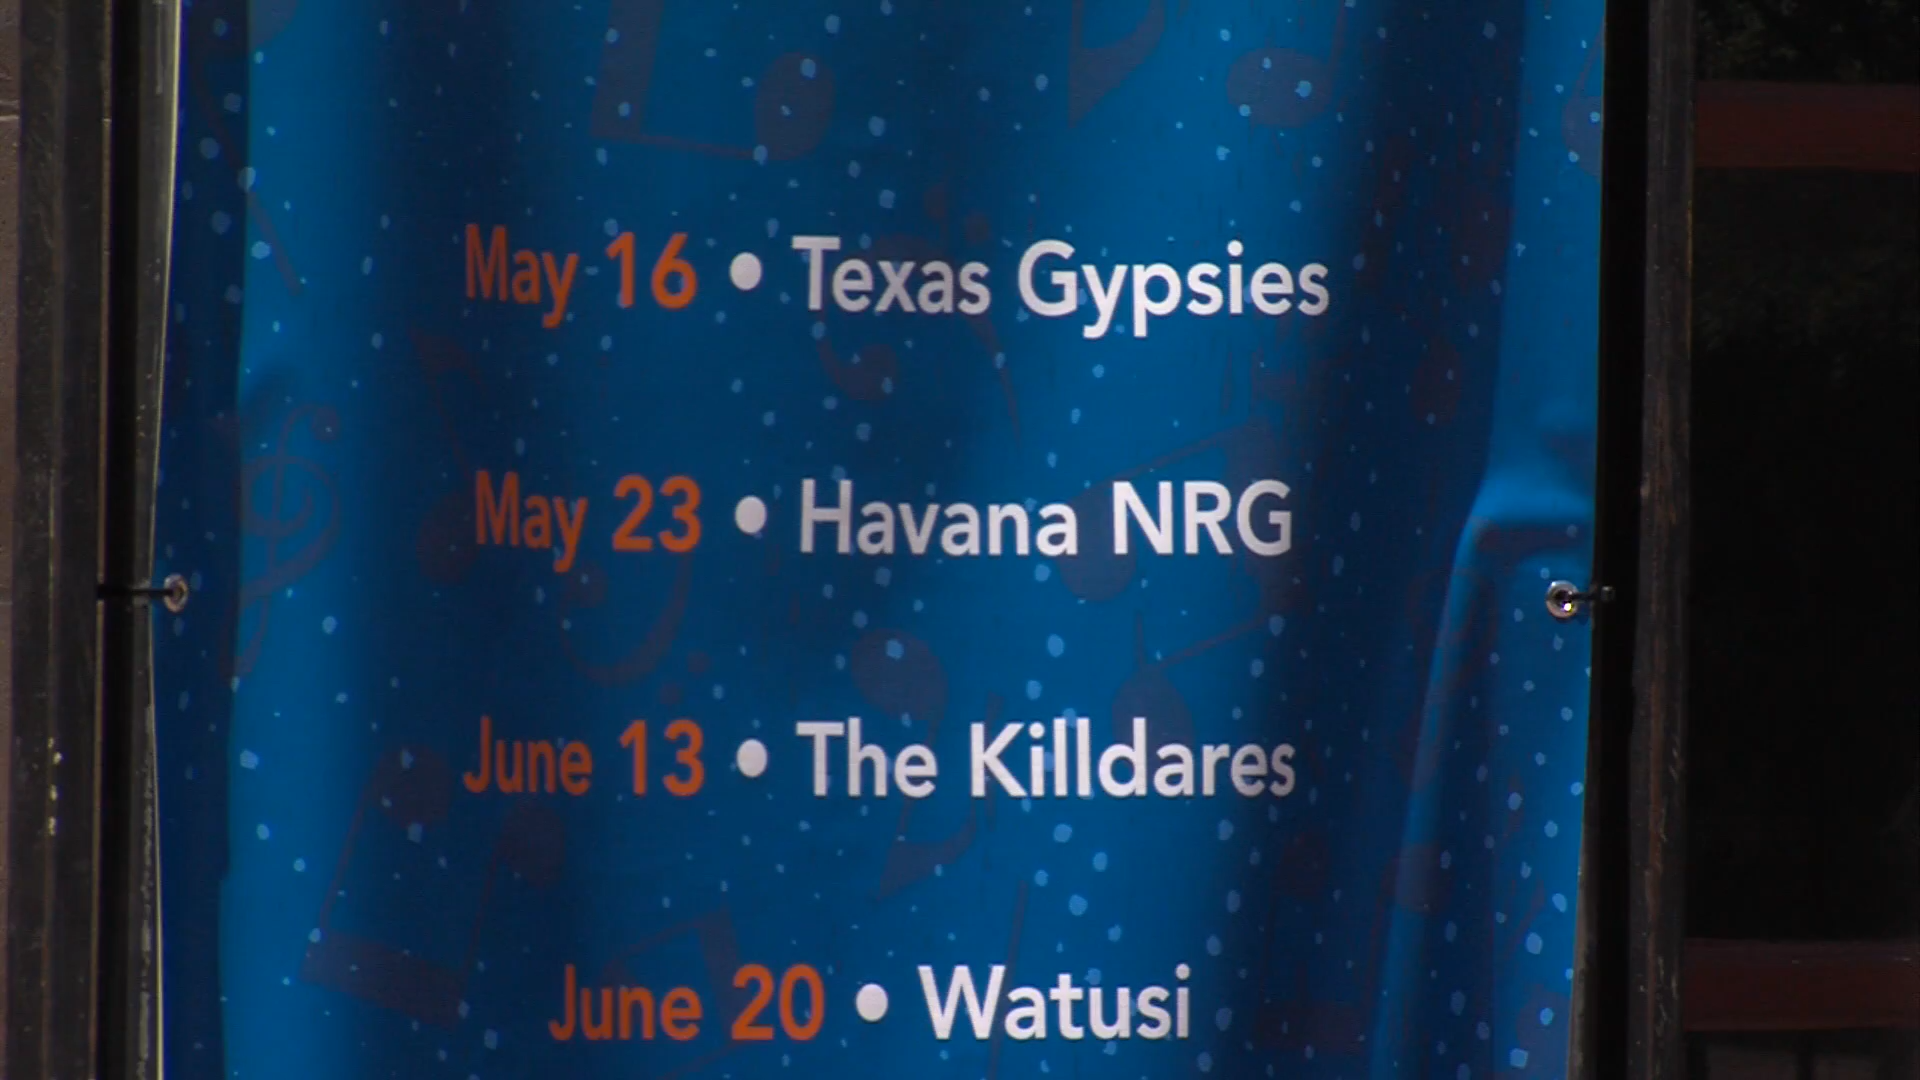 May 16 • Texas Gypsies
May 23 • Havana NRG
June 13 • The Killdares
June 20 • Watusi